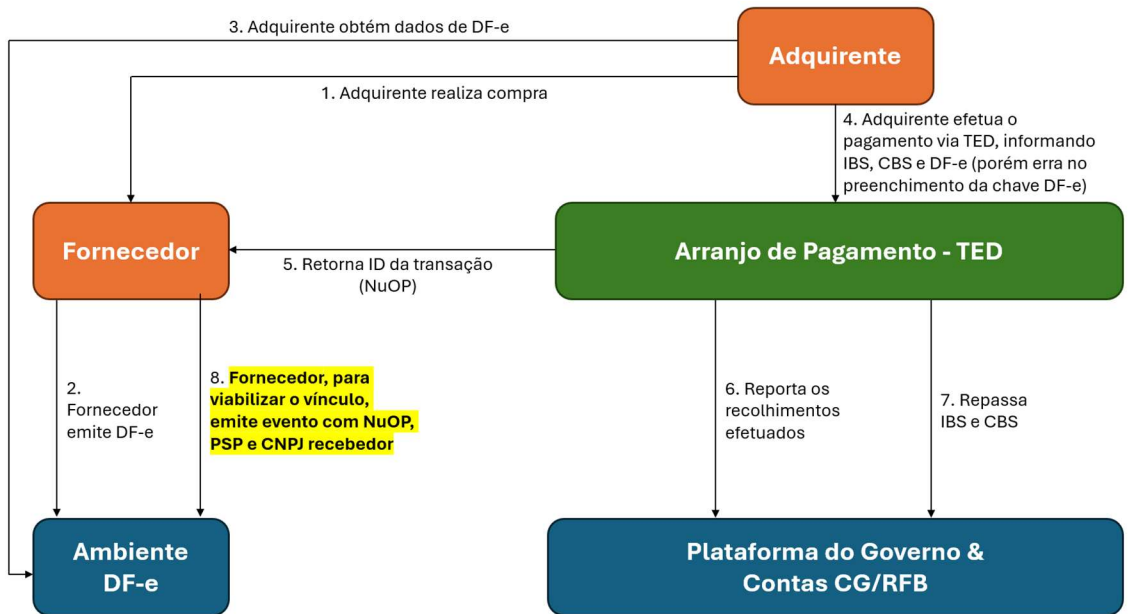 3. Adquirente obtém dados de DF-e
Adquirente
1. Adquirente realiza compra
4. Adquirente efetua o
pagamento via TED, informando
IBS, CBS e DF-e (porém erra no
preenchimento da chave DF-e)
Fornecedor
Arranjo de Pagamento - TED
5. Retorna ID da transação
(NuOP)
2.
Fornecedor
emite DF-e
8. Fornecedor, para
viabilizar o vínculo,
emite evento com NuOP,
PSP e CNPJ recebedor
6. Reporta os
recolhimentos
efetuados
7. Repassa
IBS e CBS
Ambiente
DF-e
Plataforma do Governo &
Contas CG/RFB